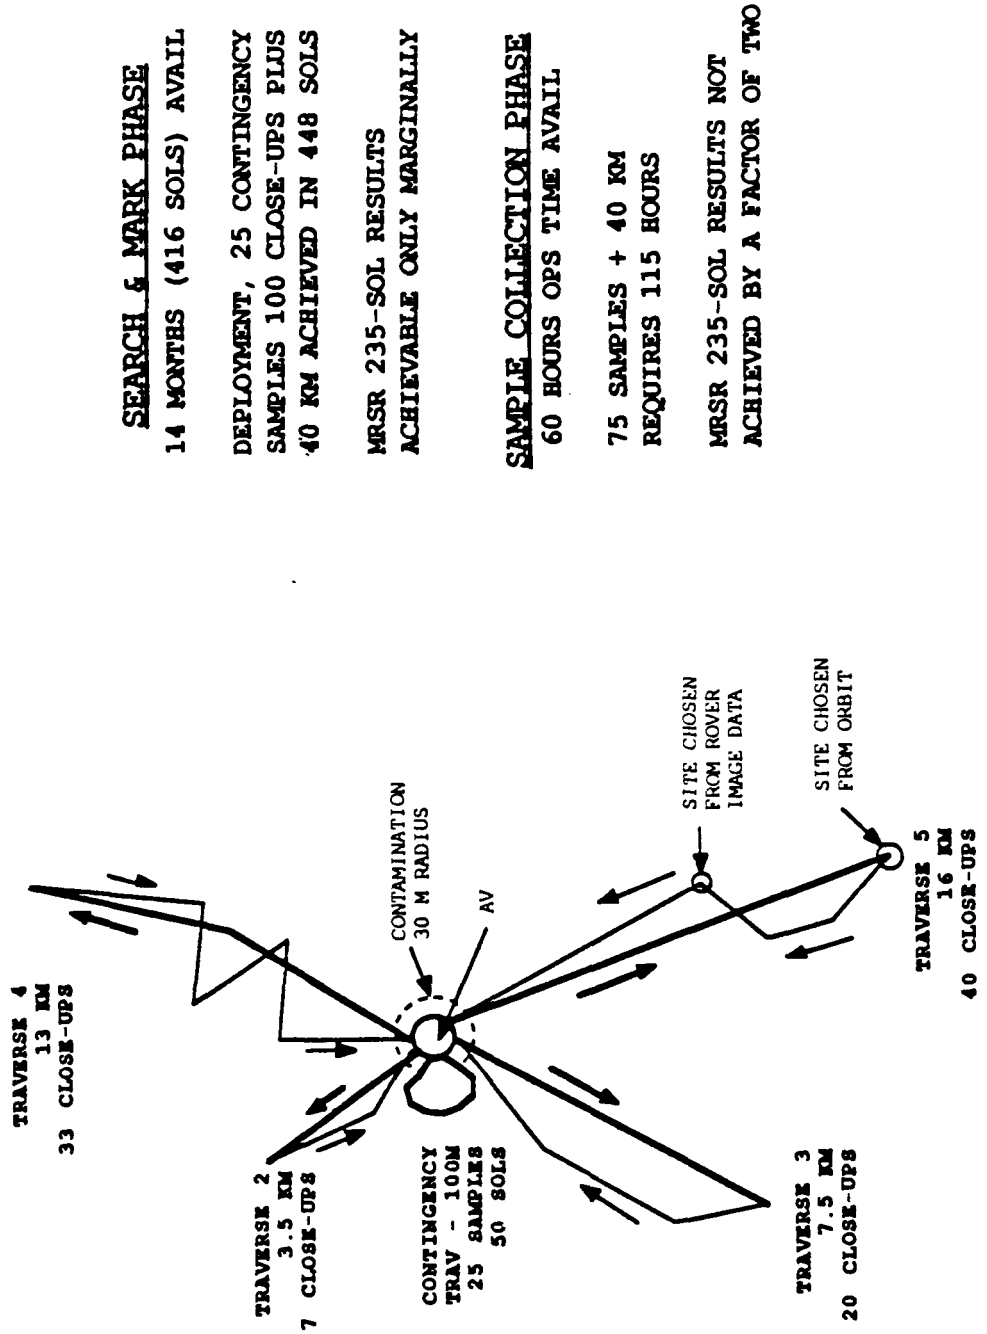 SEARCH & MARK PHASE
14 MONTHS (416 SOLS) AVAIL
DEPLOYMENT, 25 CONTINGENCY
SAMPLES 100 CLOSE-UPS PLUS
40 KM ACHIEVED IN 448 SOLS
MRSR 235-SOL RESULTS
ACHIEVABLE ONLY MARGINALLY
SAMPLE COLLECTION PHASE
60 HOURS OPS TIME AVAIL
75 SAMPLES + 40 KM
REQUIRES 115 HOURS
MRSR 235-SOL RESULTS NOT
ACHIEVED BY A FACTOR OF TWO
TRAVERSE 4
13 KM
33 CLOSE-UPS
TRAVERSE 2
3.5 KM
7 CLOSE-UPS
CONTINGENCY
TRAV - 100M
25 SAMPLES
50 SOLS
TRAVERSE 3
7.5 KM
20 CLOSE-UPS
CONTAMINATION
30 M RADIUS
AV
SITE CHOSEN
FROM ROVER
IMAGE DATA
SITE CHOSEN
FROM ORBIT
TRAVERSE 5
16 KM
40 CLOSE-UPS